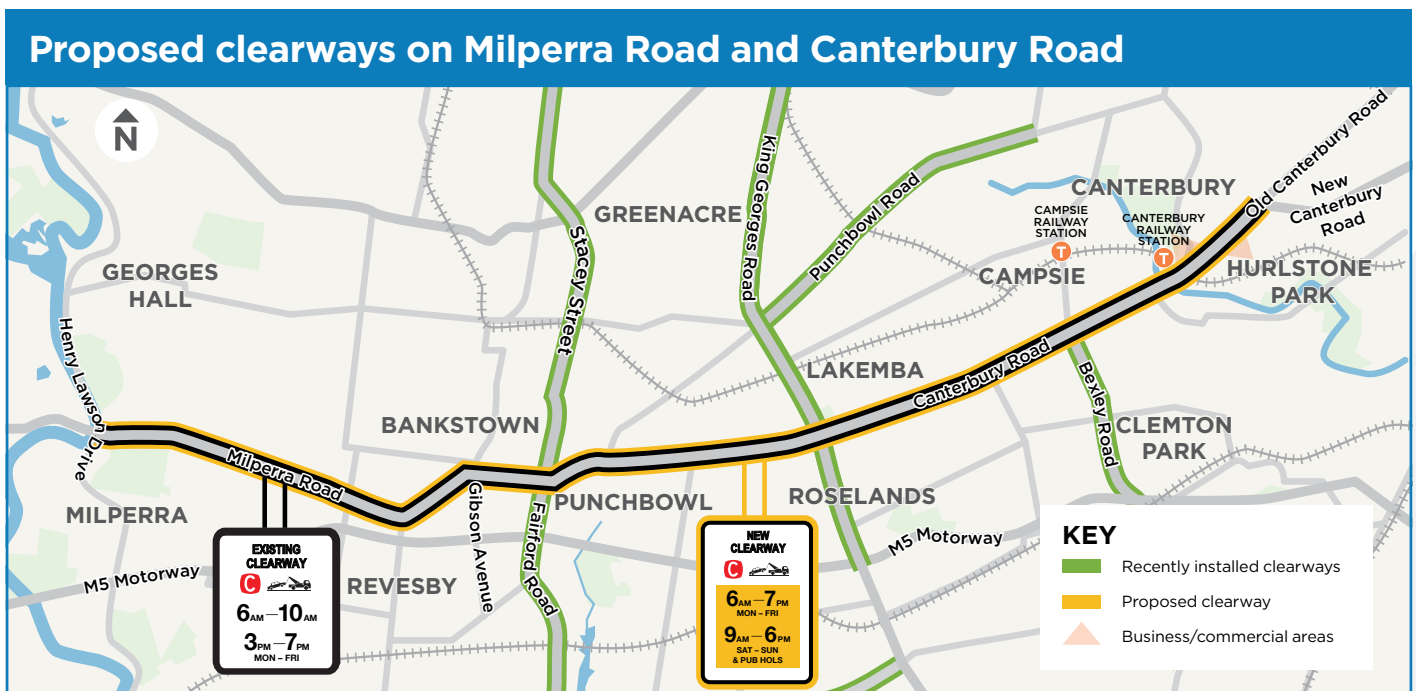 Proposed clearways on Milperra Road and Canterbury Road
N
GREENACRE
CANTERBURY
CAMPSIE
RAILWAY
STATION
CANTERBURY
RAILWAY
STATION
T
T
CAMPSIE
Old Canterbury Road
New
Canterbury
Road
HURLSTONE
PARK
GEORGES
HALL
Henry Lawson Drive
Stacey Street
King Georges Road
Punchbowl Road
LAKEMBA
Canterbury Road
BANKSTOWN
Bexley Road
CLEMTON
PARK
Milperra Road
MILPERRA
Gibson Avenue
PUNCHBOWL
Fairford Road
ROSELANDS
M5 Motorway
M5 Motorway
REVESBY
EXISTING
CLEARWAY
C
6AM–10AM
3PM–7PM
MON – FRI
NEW
CLEARWAY
C
6AM–7PM
MON – FRI
9AM–6PM
SAT – SUN
& PUB HOLS
KEY
Recently installed clearways
Proposed clearway
Business/commercial areas